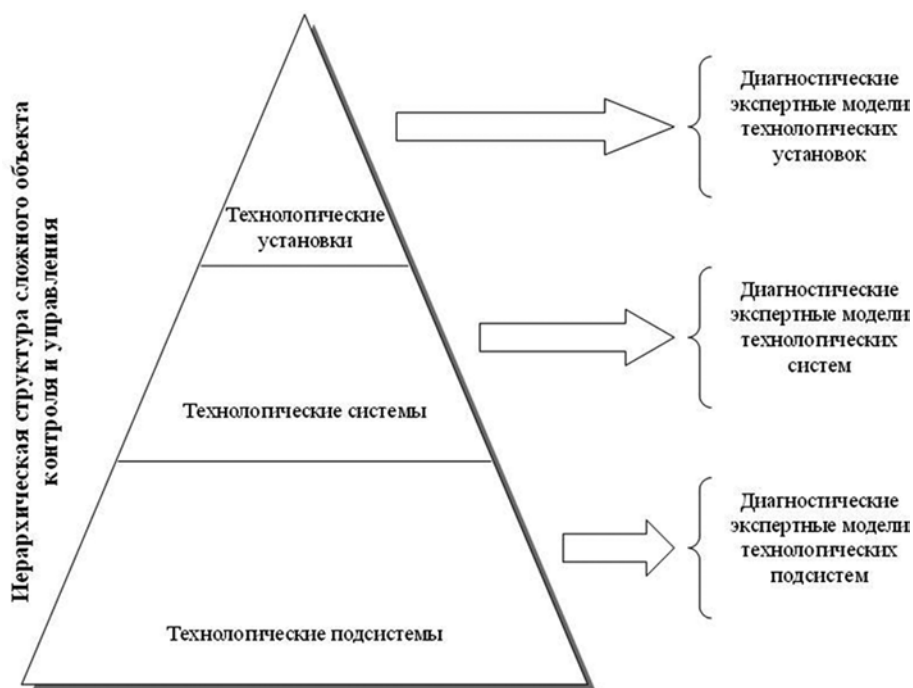 Иерархическая структура сложного объекта
контроля и управления
Технологические
установки
Технологические системы
Технологические подсистемы
Диагностические
экспертные модели
технологических
установок
Диагностические
экспертные модели
технологических
систем
Диагностические
экспертные модели
технологических
подсистем